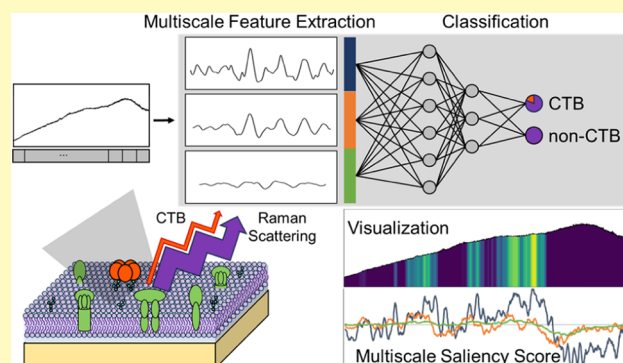 Multiscale Feature Extraction
Classification
...
CTB
non-CTB
CTB
Raman
Scattering
Visualization
Multiscale Saliency Score